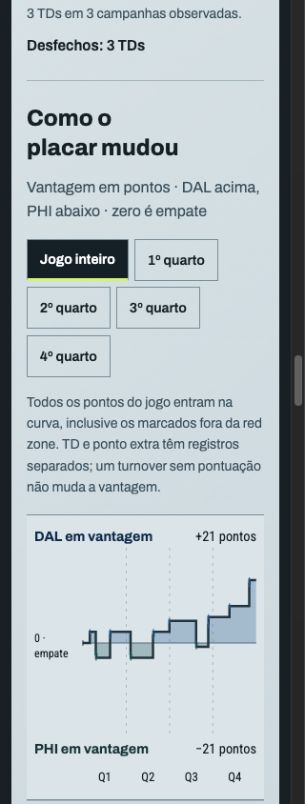 3 TDs em 3 campanhas observadas.
Desfechos: 3 TDs
Como o
placar mudou
Vantagem em pontos · DAL acima,
PHI abaixo · zero é empate
Jogo inteiro
1º quarto
2º quarto
3º quarto
4º quarto
Todos os pontos do jogo entram na
curva, inclusive os marcados fora da red
zone. TD e ponto extra têm registros
separados; um turnover sem pontuação
não muda a vantagem.
DAL em vantagem +21 pontos
0 ·
empate
PHI em vantagem −21 pontos
Q1 Q2 Q3 Q4